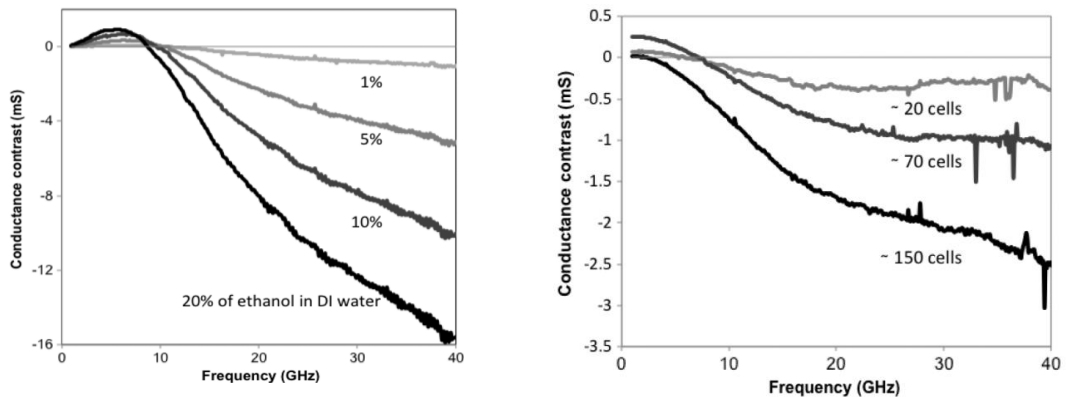 Conductance contrast (mS)
0
-4
-8
-12
-16
1%
5%
10%
20% of ethanol in DI water
0 10 20 30 40
Frequency (GHz)
Conductance contrast (mS)
0.5
0
-0.5
-1
-1.5
-2
-2.5
-3
-3.5
~ 20 cells
~ 70 cells
~ 150 cells
0 10 20 30 40
Frequency (GHz)